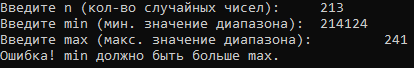 Введите n (кол-во случайных чисел): 213
Введите min (мин. значение диапазона): 214124
Введите max (макс. значение диапазона): 241
Ошибка! min должно быть больше max.